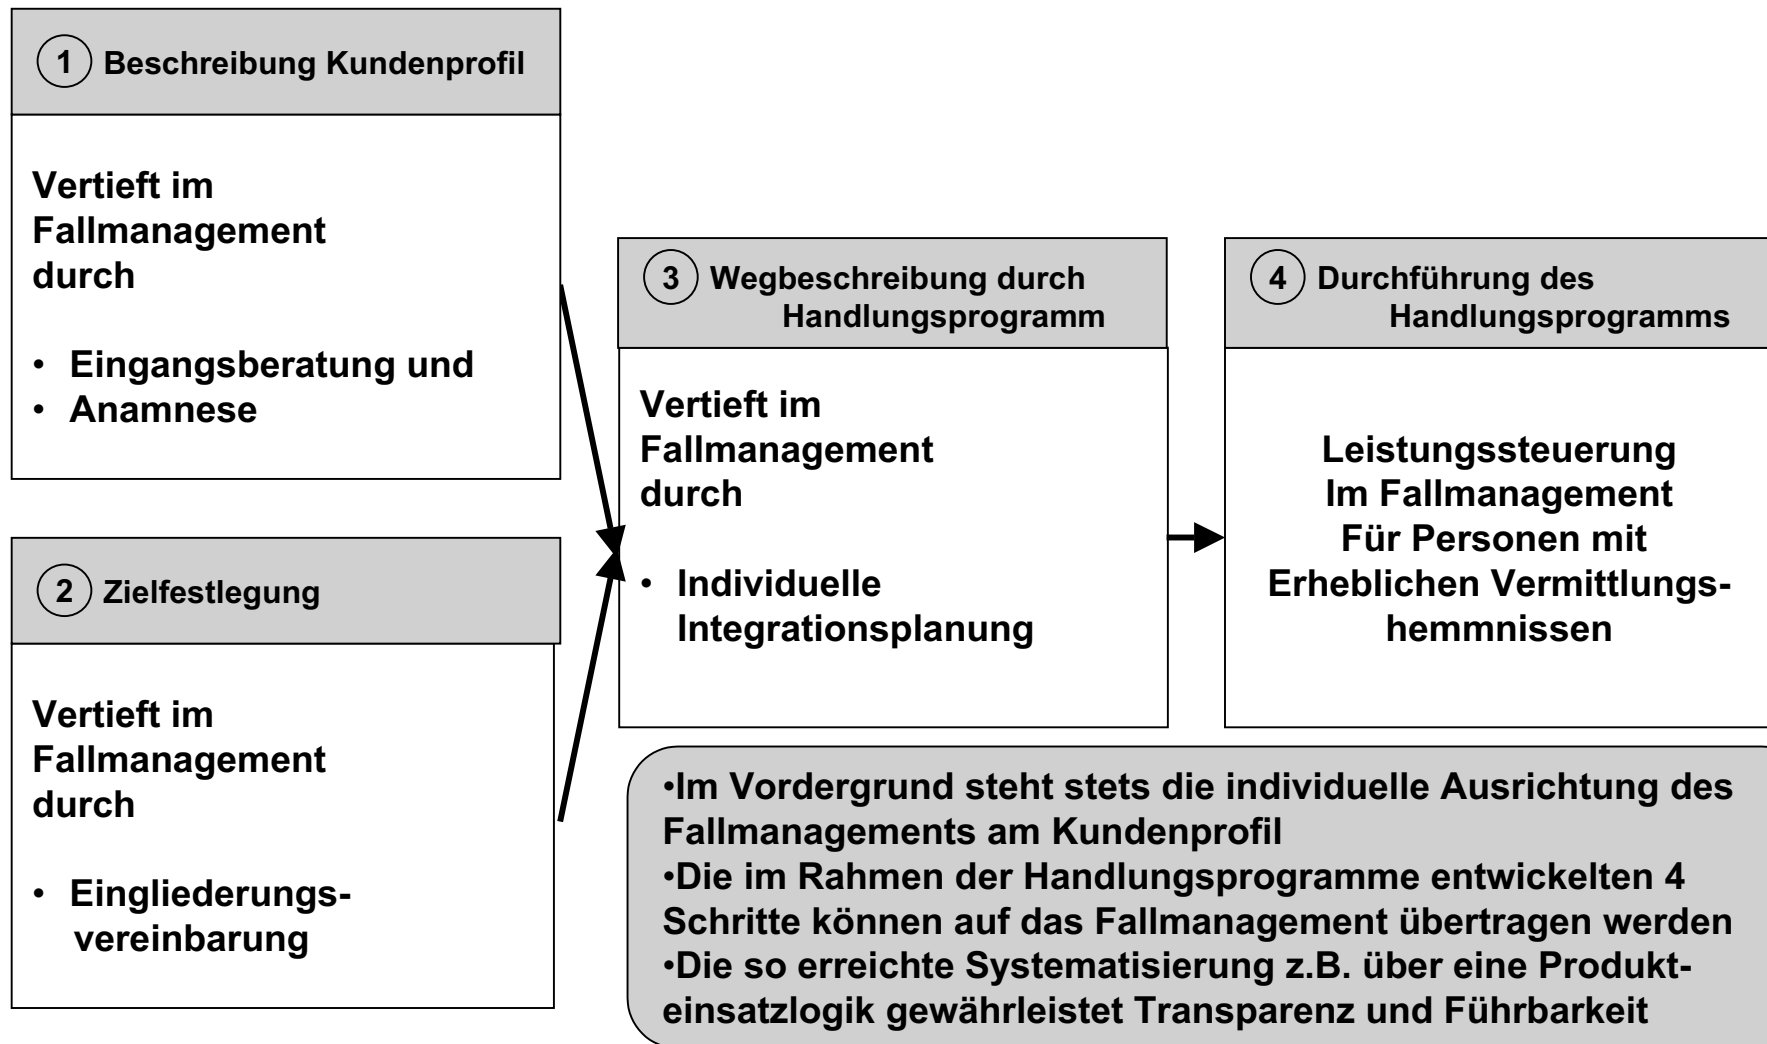 1 Beschreibung Kundenprofil
Vertieft im
Fallmanagement
durch
• Eingangsberatung und
• Anamnese
2 Zielfestlegung
Vertieft im
Fallmanagement
durch
• Eingliederungs-
vereinbarung
3 Wegbeschreibung durch
Handlungsprogramm
Vertieft im
Fallmanagement
durch
• Individuelle
Integrationsplanung
4 Durchführung des
Handlungsprogramms
Leistungssteuerung
Im Fallmanagement
Für Personen mit
Erheblichen Vermittlungs-
hemmnissen
•Im Vordergrund steht stets die individuelle Ausrichtung des
Fallmanagements am Kundenprofil
•Die im Rahmen der Handlungsprogramme entwickelten 4
Schritte können auf das Fallmanagement übertragen werden
•Die so erreichte Systematisierung z.B. über eine Produkt-
einsatzlogik gewährleistet Transparenz und Führbarkeit